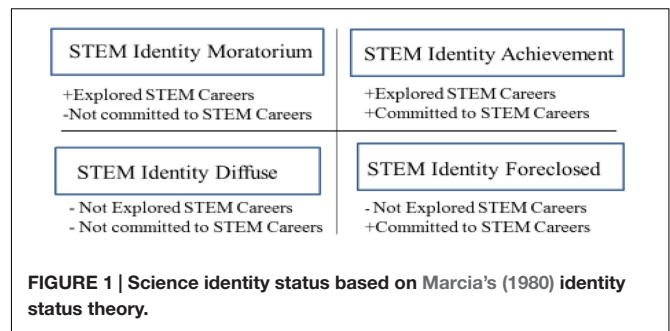 STEM Identity Moratorium
+Explored STEM Careers
-Not committed to STEM Careers
STEM Identity Achievement
+Explored STEM Careers
+Committed to STEM Careers
STEM Identity Diffuse
- Not Explored STEM Careers
- Not committed to STEM Careers
STEM Identity Foreclosed
- Not Explored STEM Careers
+Committed to STEM Careers
FIGURE 1 | Science identity status based on Marcia's (1980) identity
status theory.